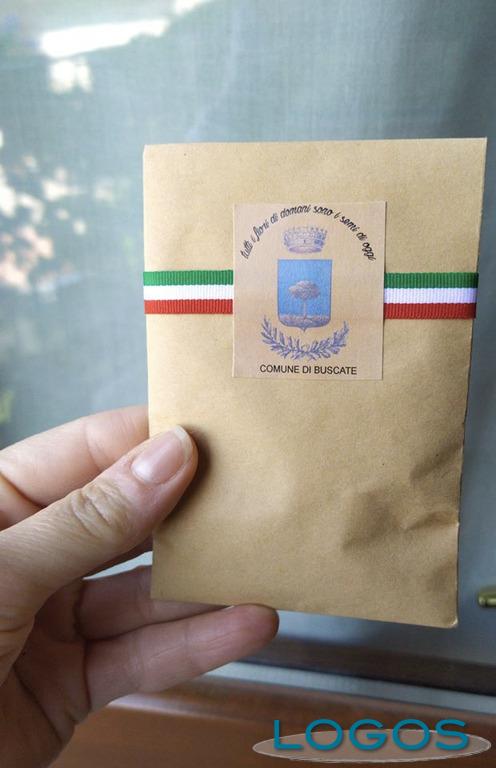 tutti i fiori di domani sono i semi di oggi
COMUNE DI BUSCATE
LOGOS